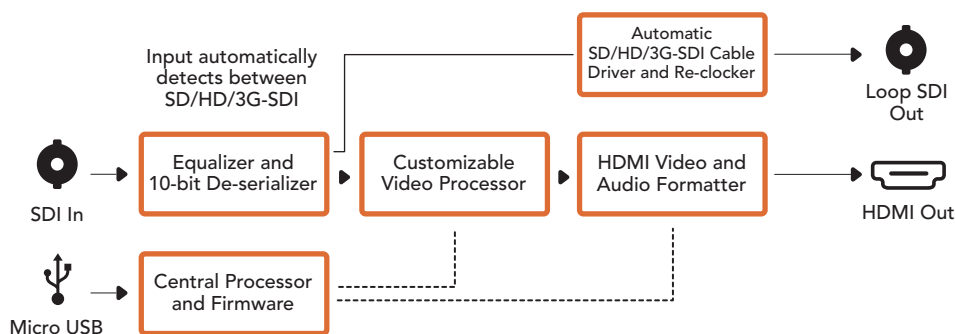 Input automatically
detects between
SD/HD/3G-SDI
Automatic
SD/HD/3G-SDI Cable
Driver and Re-clocker
Loop SDI
Out
SDI In
Equalizer and
10-bit De-serializer
Customizable
Video Processor
HDMI Video and
Audio Formatter
HDMI Out
Micro USB
Central Processor
and Firmware